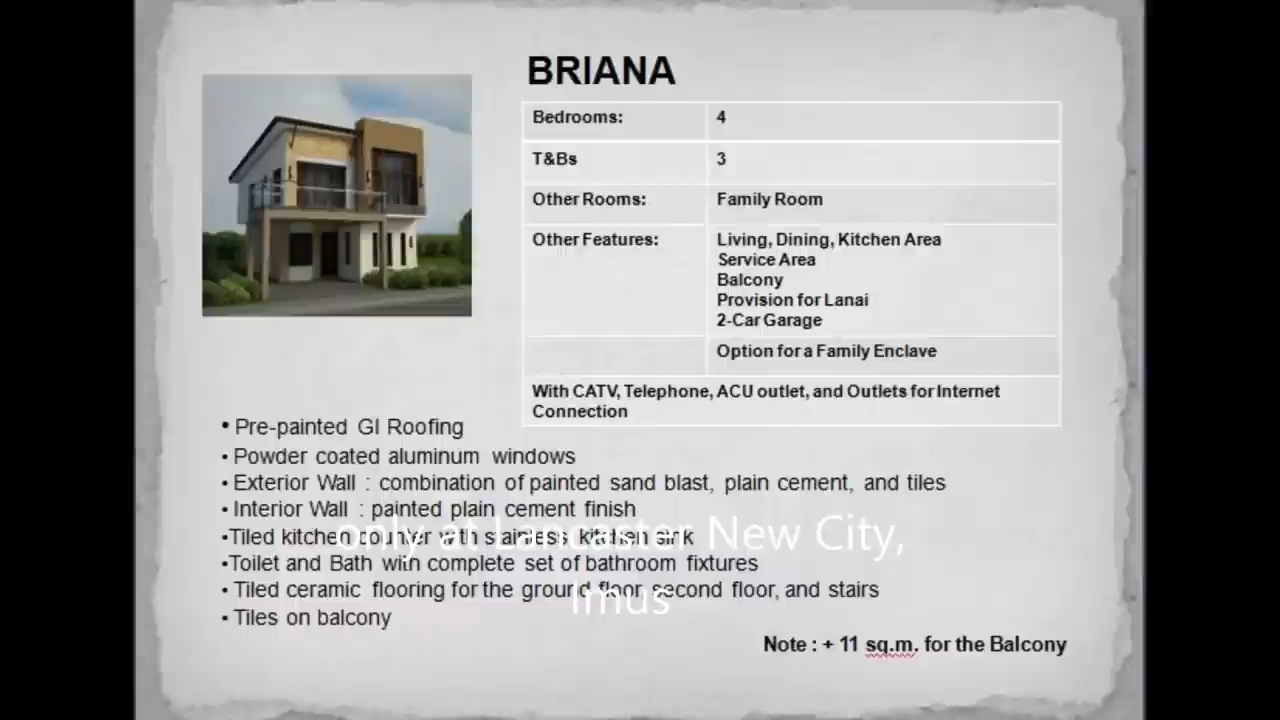 BRIANA
Bedrooms: 4
T&Bs 3
Other Rooms: Family Room
Other Features: Living, Dining, Kitchen Area
Service Area
Balcony
Provision for Lanai
2-Car Garage
Option for a Family Enclave
With CATV, Telephone, ACU outlet, and Outlets for Internet
Connection
• Pre-painted GI Roofing
• Powder coated aluminum windows
• Exterior Wall : combination of painted sand blast, plain cement, and tiles
• Interior Wall : painted plain cement finish
•Tiled kitchen counter with stainless kitchen sink
•Toilet and Bath with complete set of bathroom fixtures
• Tiled ceramic flooring for the ground floor, second floor, and stairs
• Tiles on balcony
only at Lancaster New City,
Imus
Note : + 11 sq.m. for the Balcony